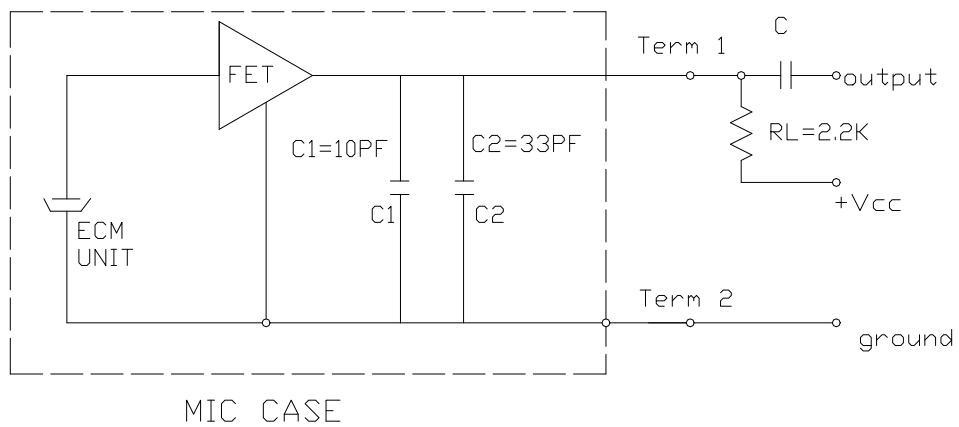 C
Term 1
FET
output
C1=10PF
C2=33PF
RL=2.2K
+Vcc
C1
C2
ECM
UNIT
Term 2
ground
MIC CASE